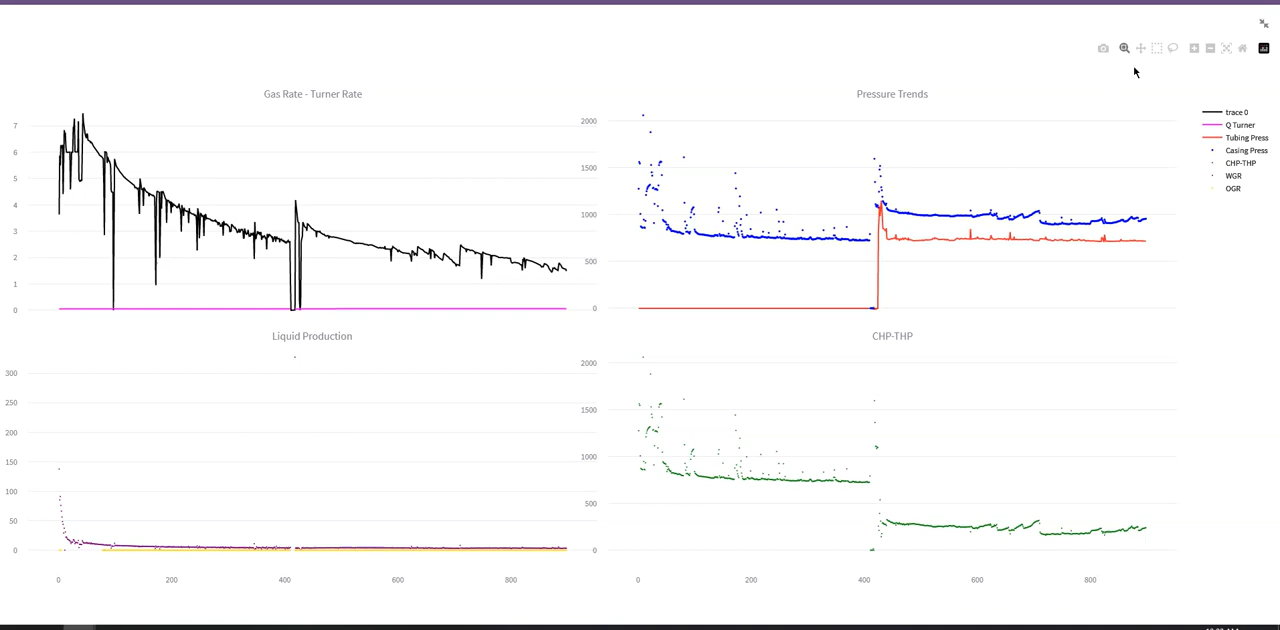 Gas Rate - Turner Rate
7
6
5
4
3
2
1
0
Pressure Trends
2000
1500
1000
500
0
trace 0
Q Turner
Tubing Press
Casing Press
CHP-THP
WGR
OGR
Liquid Production
300
250
200
150
100
50
0
0 200 400 600 800
CHP-THP
2000
1500
1000
500
0
0 200 400 600 800